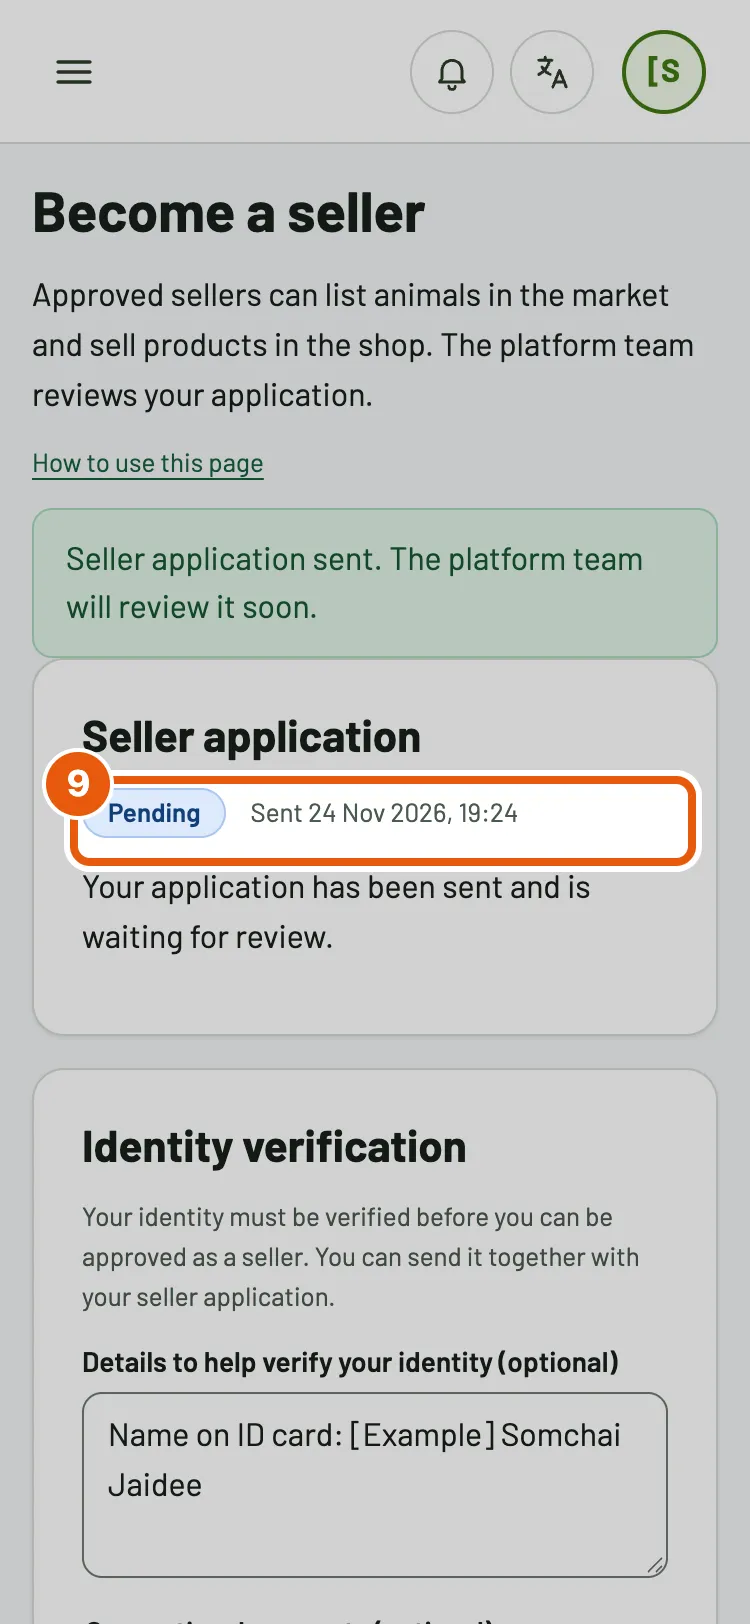 [S
Become a seller
Approved sellers can list animals in the market
and sell products in the shop. The platform team
reviews your application.
How to use this page
Seller application sent. The platform team
will review it soon.
Seller application
9
Pending Sent 24 Nov 2026, 19:24
Your application has been sent and is
waiting for review.
Identity verification
Your identity must be verified before you can be
approved as a seller. You can send it together with
your seller application.
Details to help verify your identity (optional)
Name on ID card: [Example] Somchai
Jaidee